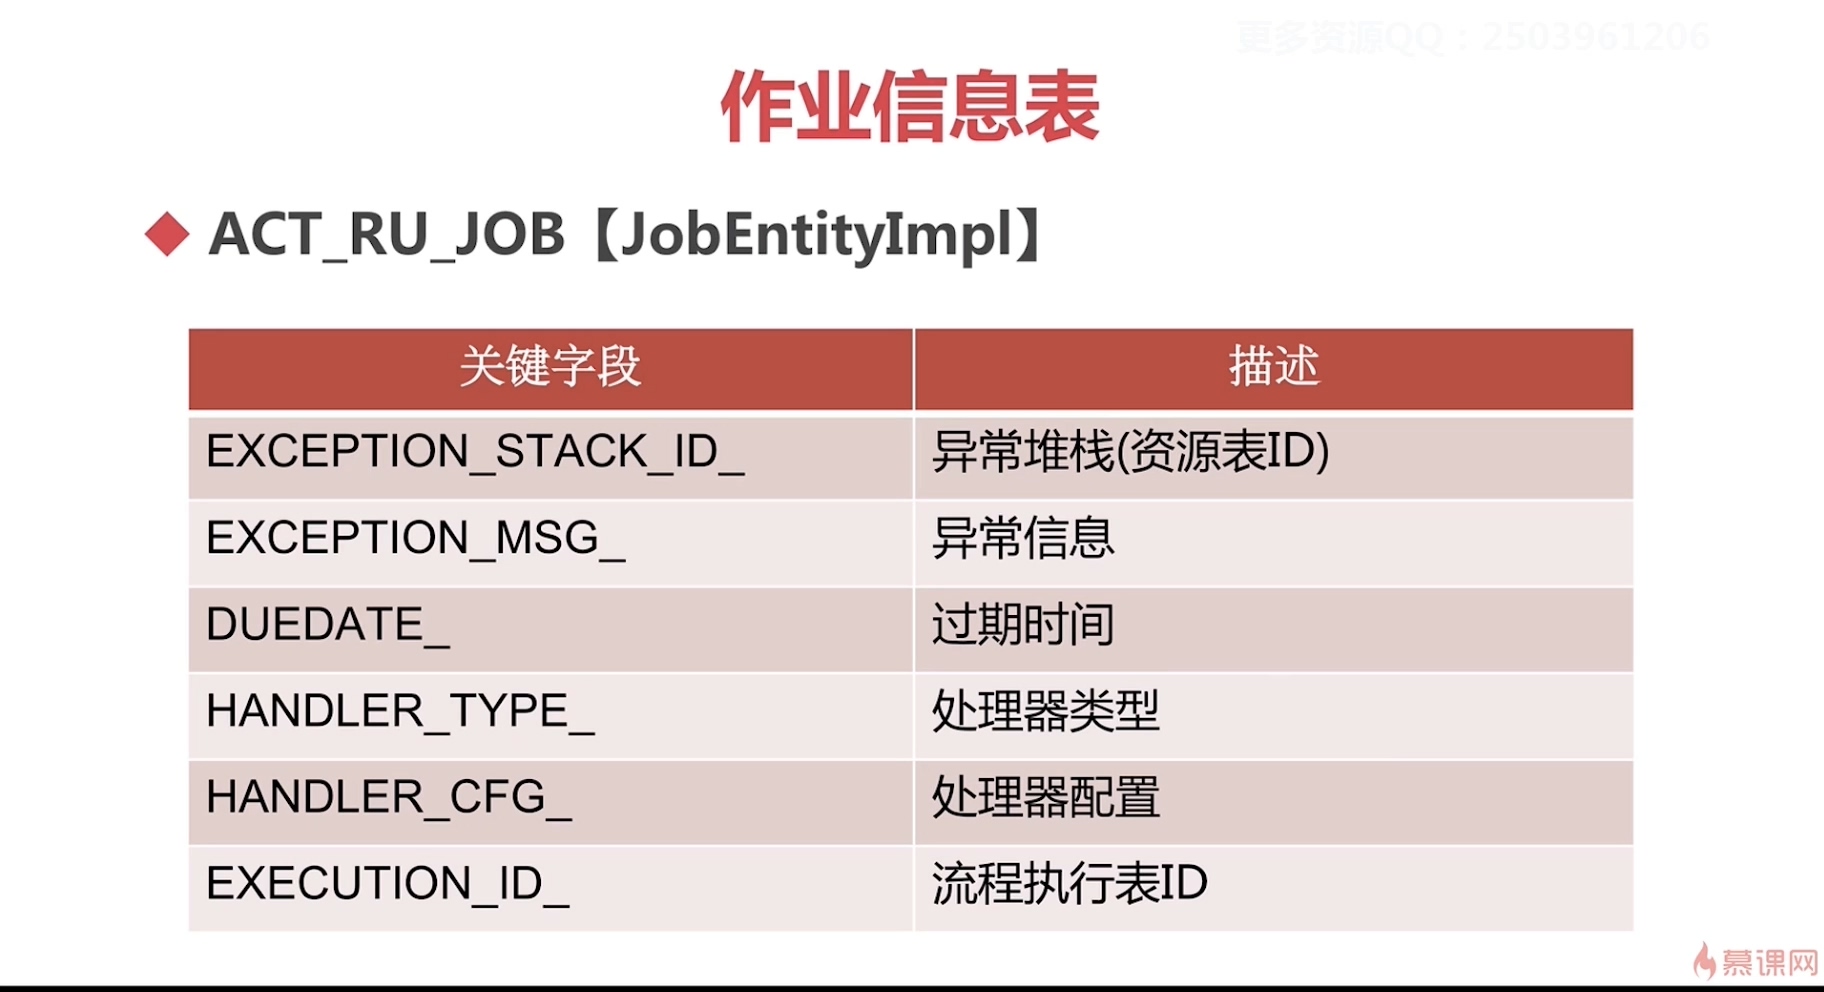 更多资源QQ：2503961206
作业信息表
ACT_RU_JOB【JobEntityImpl】
关键字段 描述
EXCEPTION_STACK_ID_ 异常堆栈(资源表ID)
EXCEPTION_MSG_ 异常信息
DUEDATE_ 过期时间
HANDLER_TYPE_ 处理器类型
HANDLER_CFG_ 处理器配置
EXECUTION_ID_ 流程执行表ID
慕课网